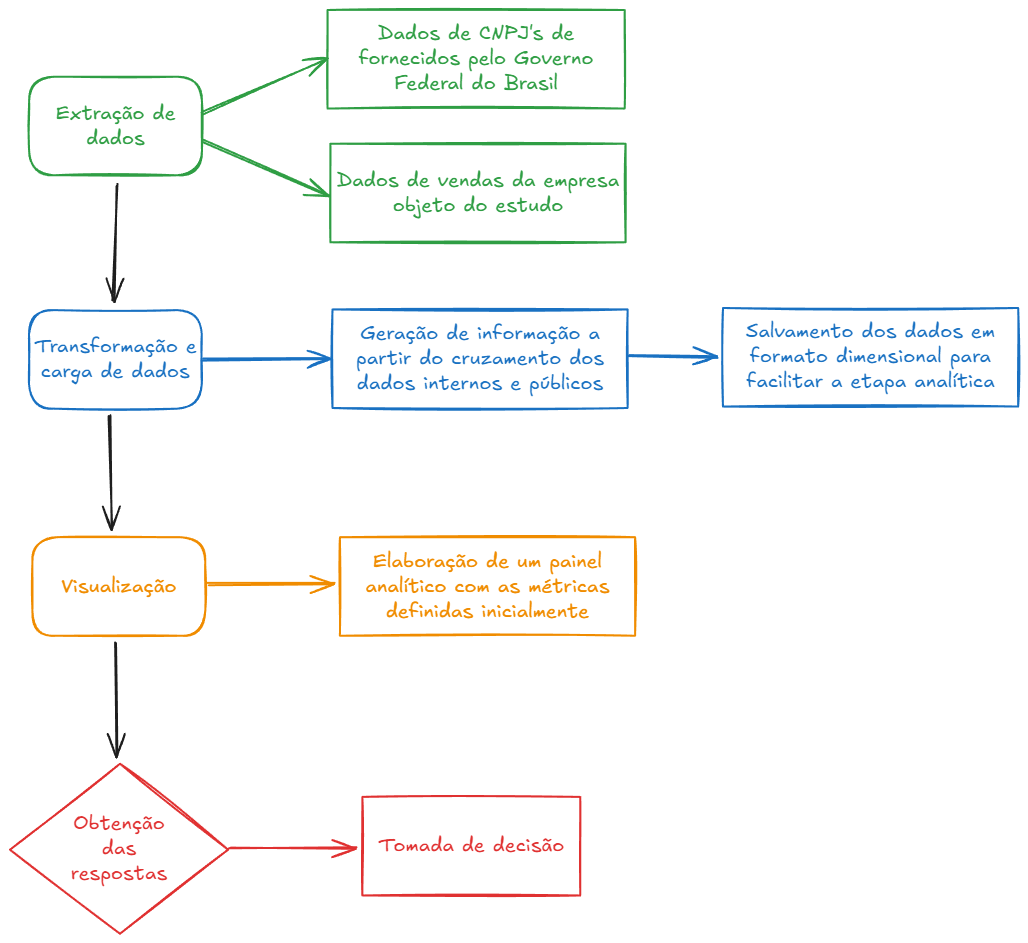 Dados de CNPJ's de
fornecidos pelo Governo
Federal do Brasil
Extração de
dados
Dados de vendas da empresa
objeto do estudo
Transformação e
carga de dados
Geração de informação a
partir do cruzamento dos
dados internos e públicos
Salvamento dos dados em
formato dimensional para
facilitar a etapa analítica
Visualização
Elaboração de um painel
analítico com as métricas
definidas inicialmente
Obtenção
das
respostas
Tomada de decisão